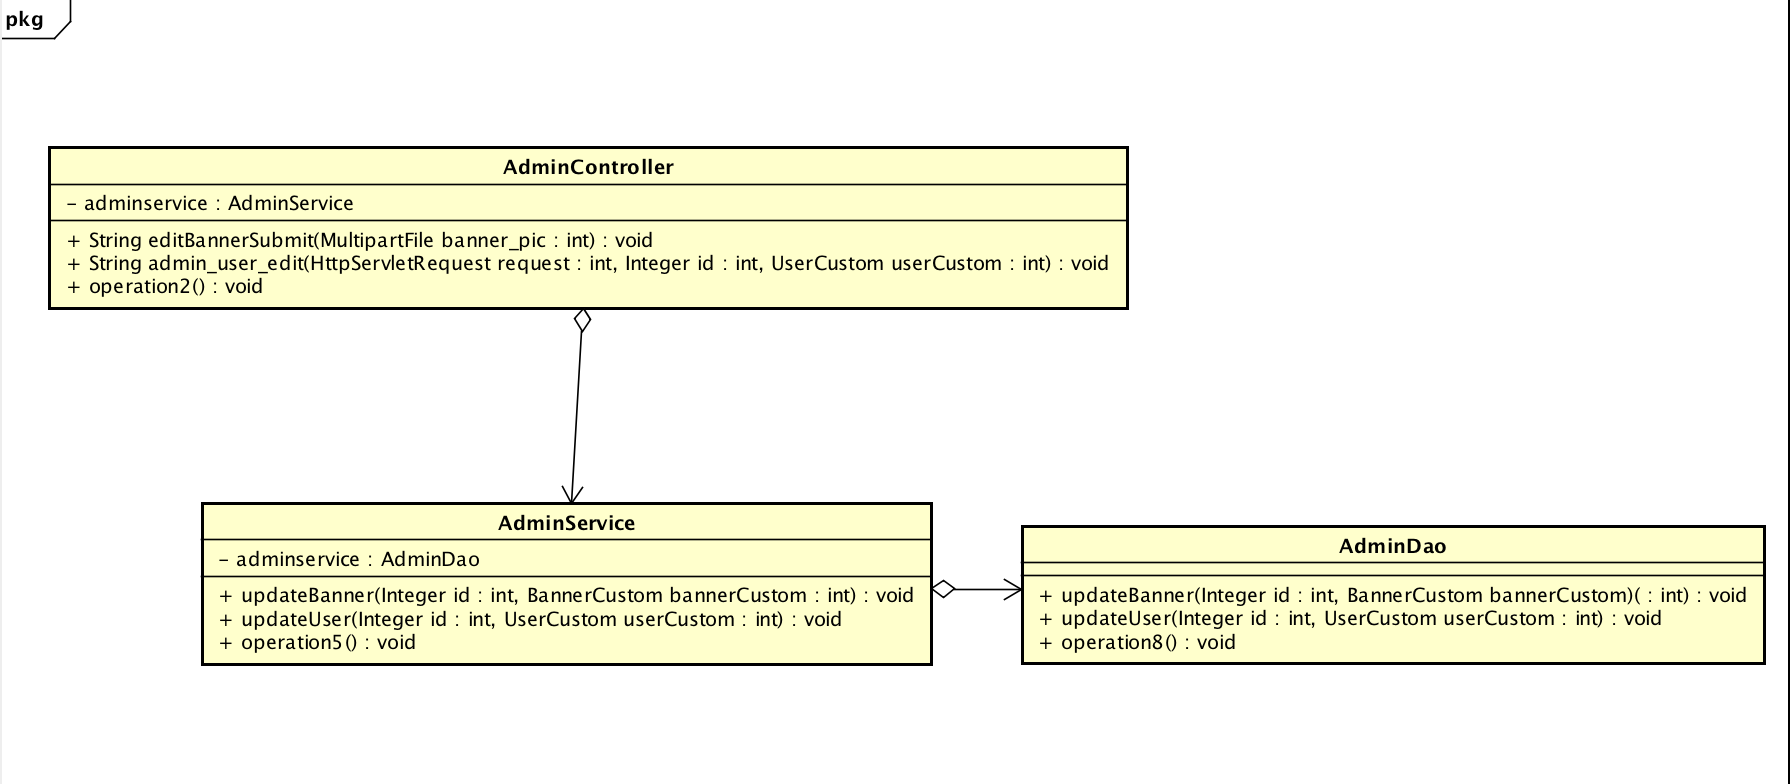 pkg
AdminController
- adminservice : AdminService
+ String editBannerSubmit(MultipartFile banner_pic : int) : void
+ String admin_user_edit(HttpServletRequest request : int, Integer id : int, UserCustom userCustom : int) : void
+ operation2() : void
AdminService
- adminservice : AdminDao
+ updateBanner(Integer id : int, BannerCustom bannerCustom : int) : void
+ updateUser(Integer id : int, UserCustom userCustom : int) : void
+ operation5() : void
AdminDao
+ updateBanner(Integer id : int, BannerCustom bannerCustom)( : int) : void
+ updateUser(Integer id : int, UserCustom userCustom : int) : void
+ operation8() : void